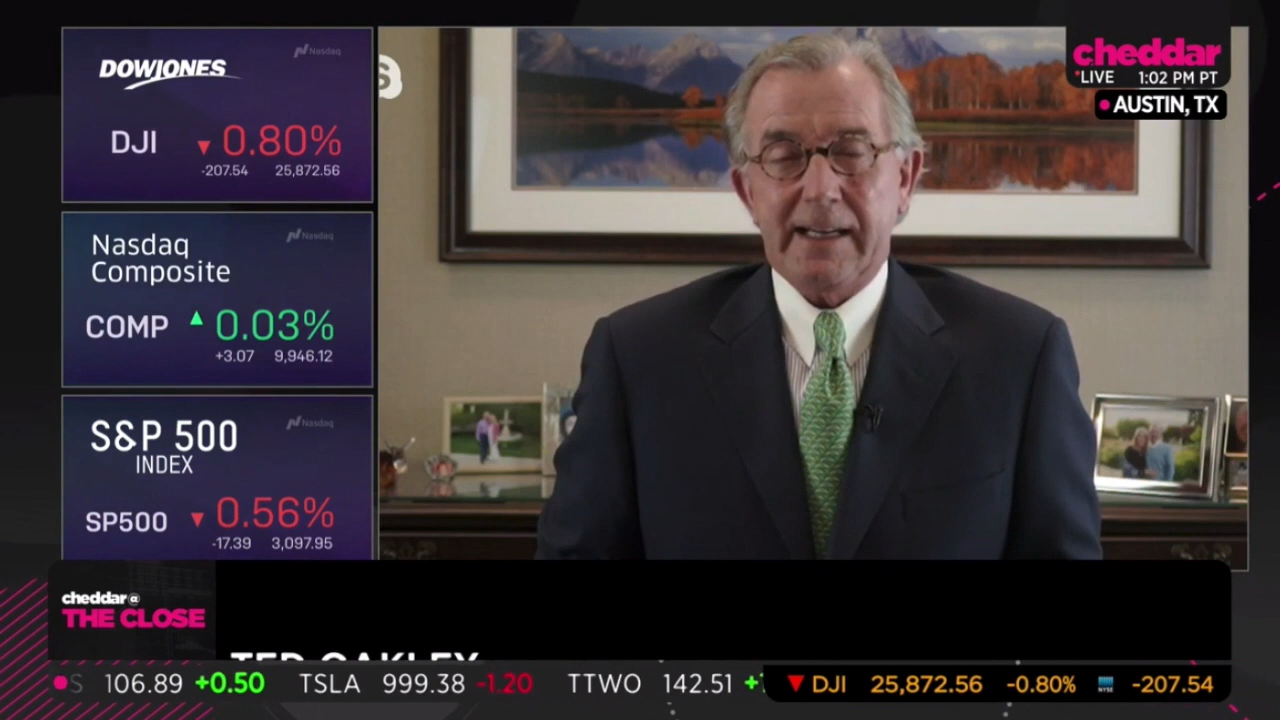 Nasdaq
DOWJONES
DJI ▼ 0.80%
-207.54 25,872.56
Nasdaq
Nasdaq
Composite
COMP ▲ 0.03%
+3.07 9,946.12
Nasdaq
S&P 500
INDEX
SP500 ▼ 0.56%
-17.39 3,097.95
S
cheddar
LIVE 1:02 PM PT
AUSTIN, TX
cheddar@
THE CLOSE
TED OAKLEY
S 106.89 +0.50 TSLA 999.38 -1.20 TTWO 142.51 +
▼ DJI 25,872.56 -0.80% NYSE -207.54